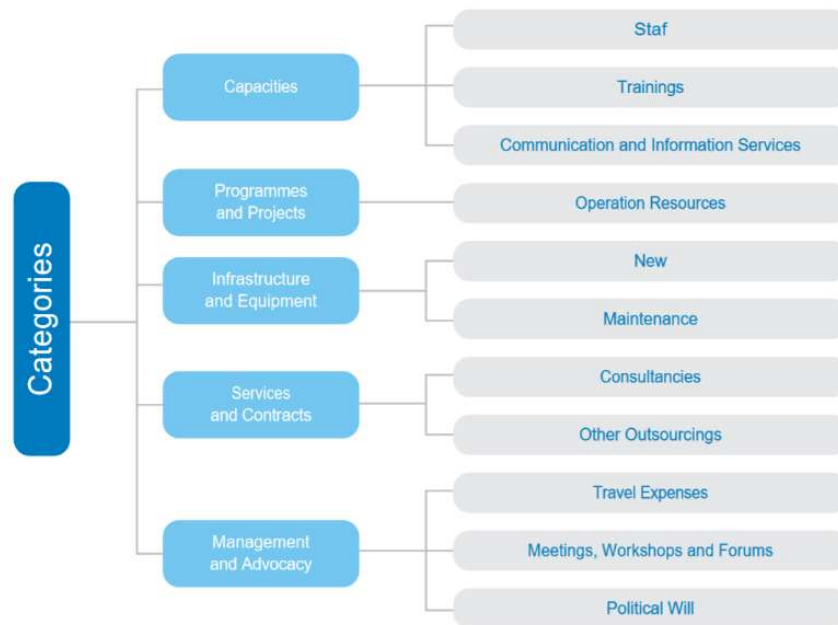 Categories
Capacities
Staf
Trainings
Communication and Information Services
Programmes
and Projects
Operation Resources
Infrastructure
and Equipment
New
Maintenance
Services
and Contracts
Consultancies
Other Outsourcings
Management
and Advocacy
Travel Expenses
Meetings, Workshops and Forums
Political Will